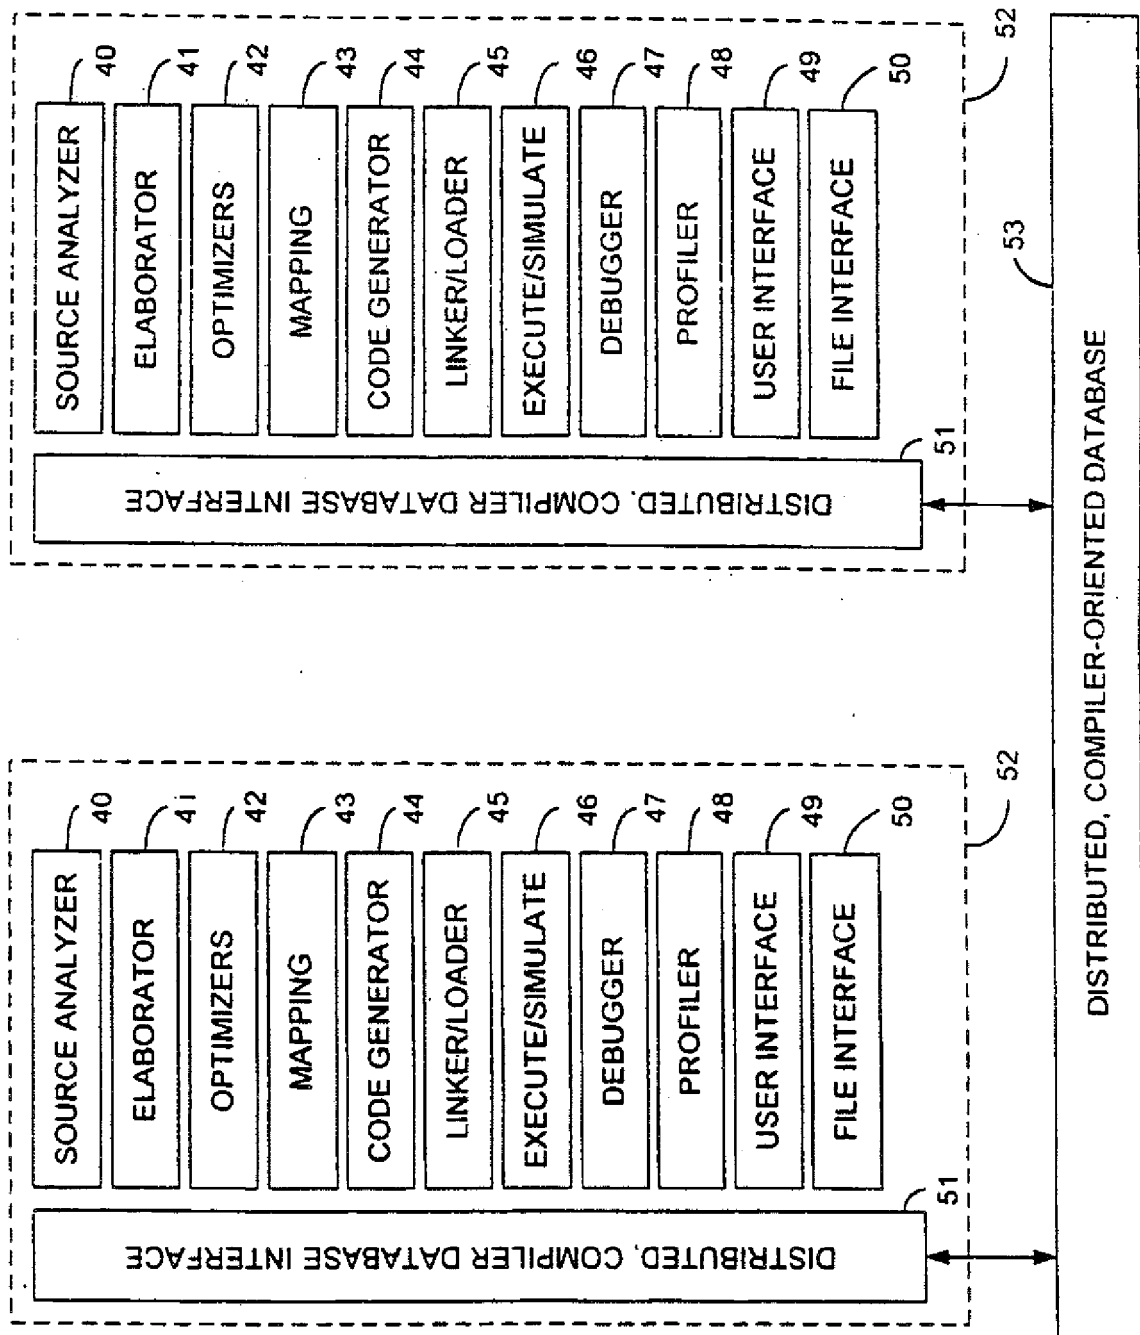 SOURCE ANALYZER
40
ELABORATOR
41
OPTIMIZERS
42
MAPPING
43
CODE GENERATOR
44
LINKER/LOADER
45
EXECUTE/SIMULATE
46
DEBUGGER
47
PROFILER
48
USER INTERFACE
49
FILE INTERFACE
50
DISTRIBUTED, COMPILER DATABASE INTERFACE
51
52
SOURCE ANALYZER
40
ELABORATOR
41
OPTIMIZERS
42
MAPPING
43
CODE GENERATOR
44
LINKER/LOADER
45
EXECUTE/SIMULATE
46
DEBUGGER
47
PROFILER
48
USER INTERFACE
49
FILE INTERFACE
50
DISTRIBUTED, COMPILER DATABASE INTERFACE
51
52
53
DISTRIBUTED, COMPILER-ORIENTED DATABASE